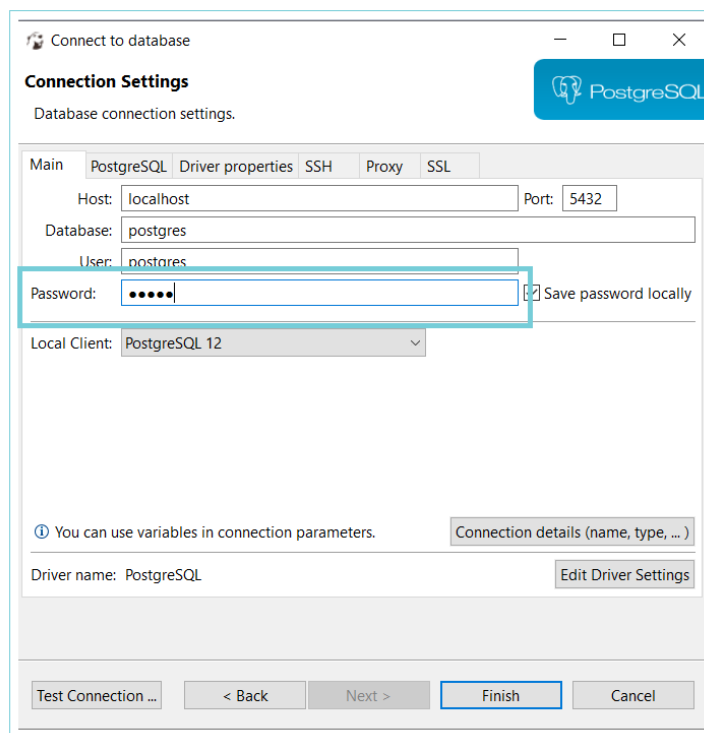 Connect to database
Connection Settings
Database connection settings.
PostgreSQL
Main PostgreSQL Driver properties SSH Proxy SSL
Host: localhost Port: 5432
Database: postgres
User: postgres
Password: ●●●●● Save password locally
Local Client: PostgreSQL 12
You can use variables in connection parameters. Connection details (name, type, ... )
Driver name: PostgreSQL Edit Driver Settings
Test Connection ... < Back Next > Finish Cancel